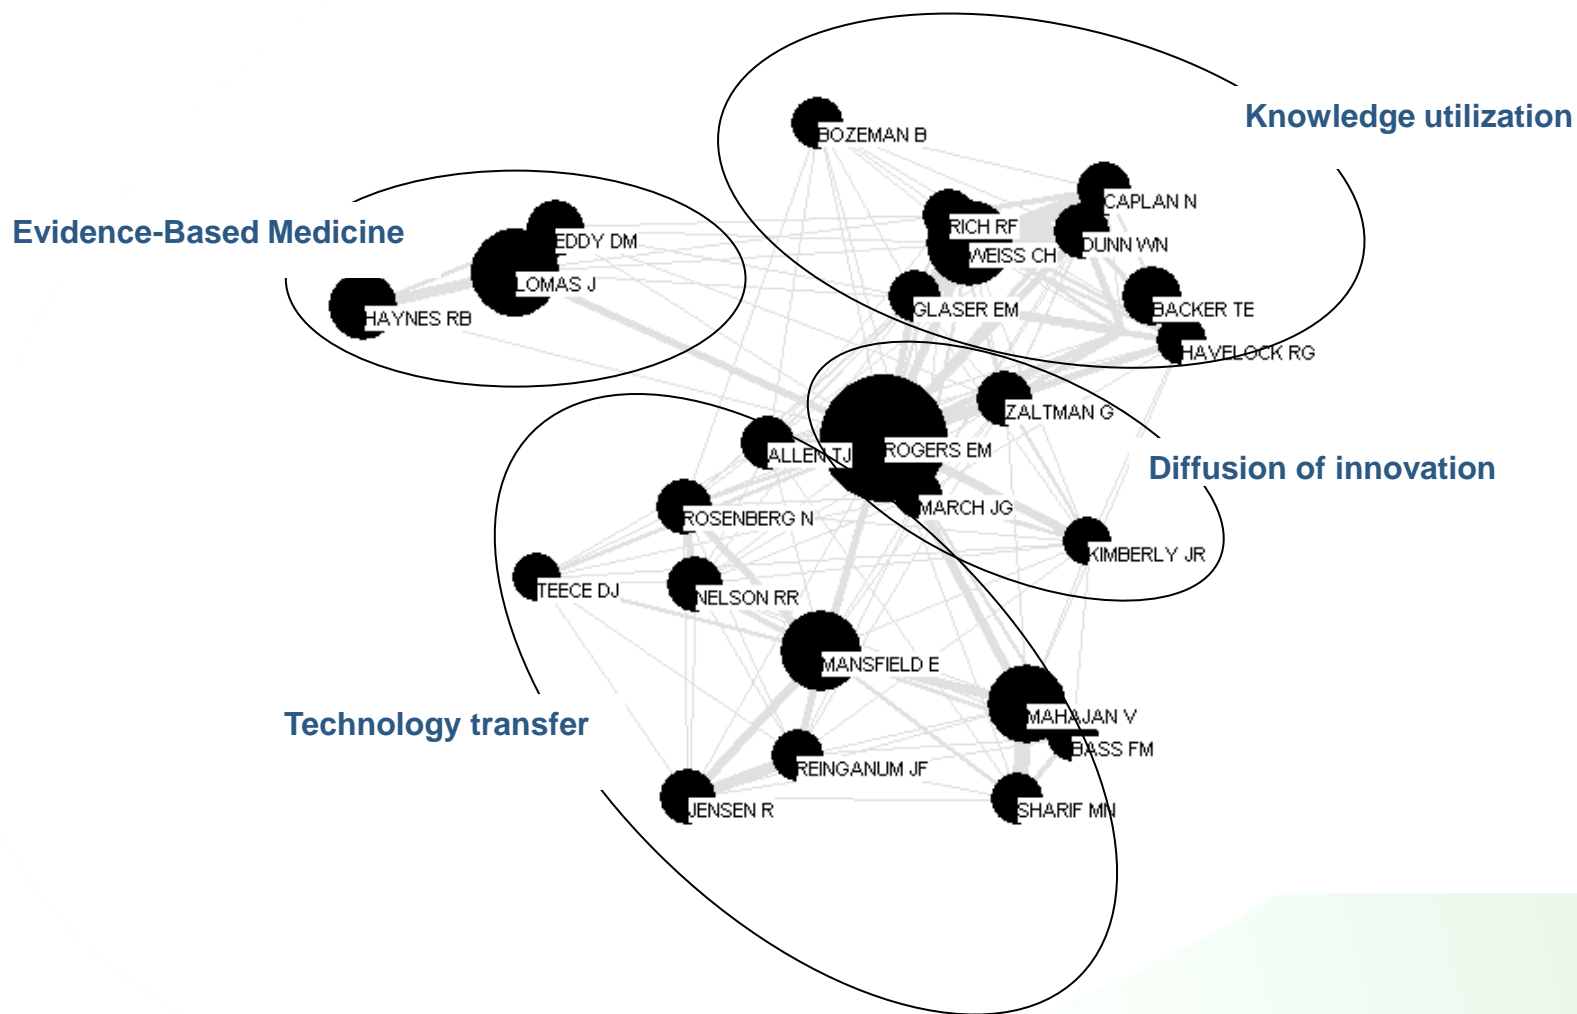 Knowledge utilization
BOZEMAN B
CAPLAN N
RICH RF
DUNN WN
WEISS CH
Evidence-Based Medicine
EDDY DM
LOMAS J
GLASER EM
BACKER TE
HAYNES RB
HAVELOCK RG
ZALTMAN G
ROGERS EM
ALLEN TJ
Diffusion of innovation
MARCH JG
ROSENBERG N
KIMBERLY JR
TEECE DJ
NELSON RR
MANSFIELD E
Technology transfer
MAHAJAN V
BASS FM
REINGANUM JF
JENSEN R
SHARIF MN